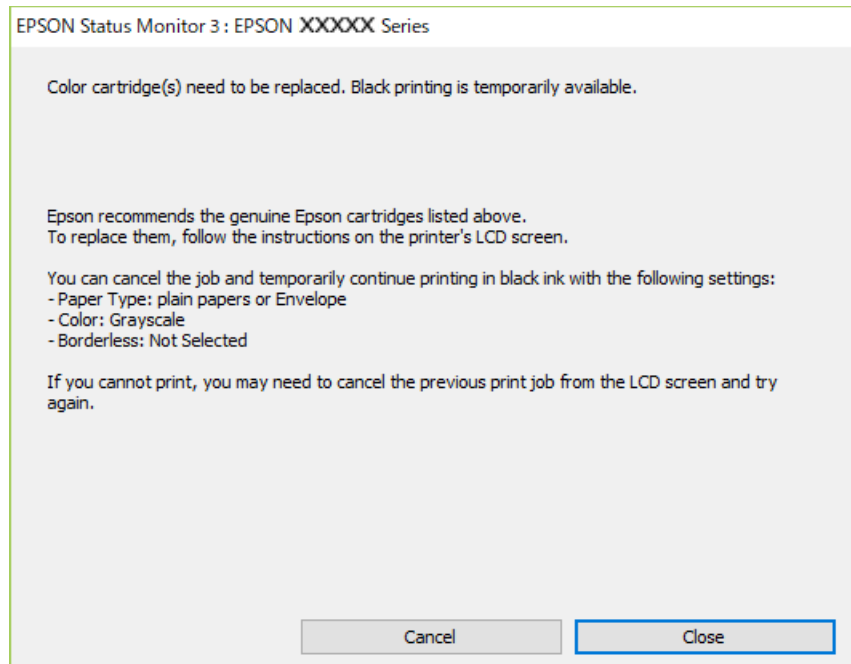 EPSON Status Monitor 3 : EPSON XXXXX Series
Color cartridge(s) need to be replaced. Black printing is temporarily available.
Epson recommends the genuine Epson cartridges listed above.
To replace them, follow the instructions on the printer's LCD screen.
You can cancel the job and temporarily continue printing in black ink with the following settings:
- Paper Type: plain papers or Envelope
- Color: Grayscale
- Borderless: Not Selected
If you cannot print, you may need to cancel the previous print job from the LCD screen and try
again.
Cancel
Close